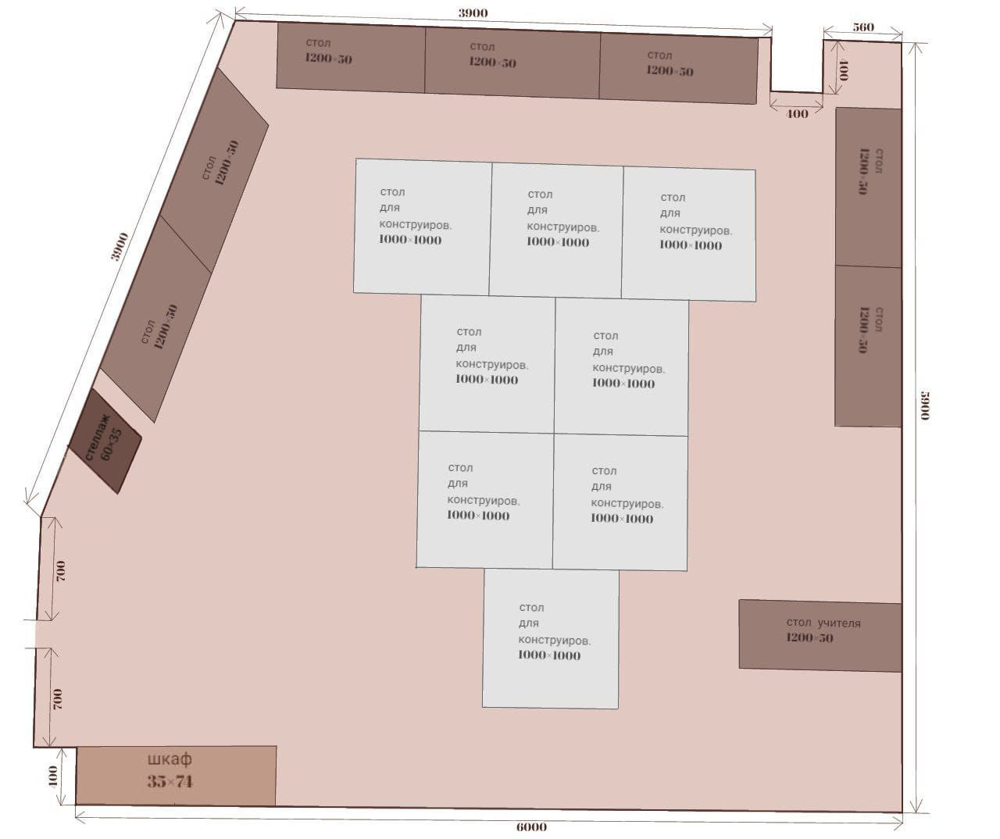 3900
560
стол
1200×50
стол
1200×50
стол
1200×50
400
400
стол
1200×50
стол
1200×50
3900
стол
для
конструиров.
1000×1000
стол
для
конструиров.
1000×1000
стол
для
конструиров.
1000×1000
стол
1200×50
стол
1200×50
стол
для
конструиров.
1000×1000
стол
для
конструиров.
1000×1000
5900
стеллаж
60×35
стол
для
конструиров.
1000×1000
стол
для
конструиров.
1000×1000
700
стол
для
конструиров.
1000×1000
стол учителя
1200×50
700
шкаф
35×74
400
6000